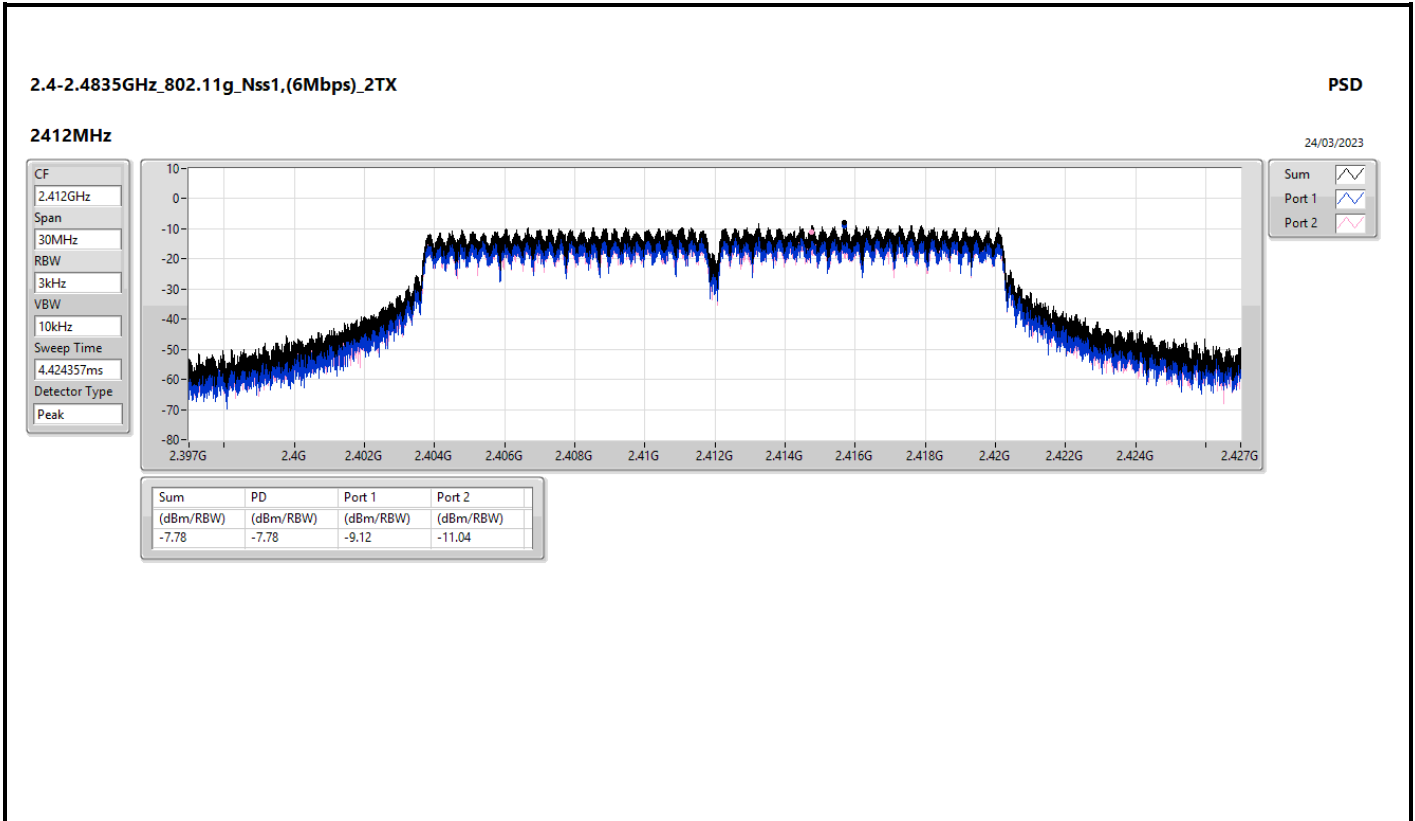 2.4-2.4835GHz_802.11g_Nss1,(6Mbps)_2TX PSD
2412MHz
24/03/2023
CF
2.412GHz
Span
30MHz
RBW
3kHz
VBW
10kHz
Sweep Time
4.424357ms
Detector Type
Peak
10
0
-10
-20
-30
-40
-50
-60
-70
-80
2.397G 2.4G 2.402G 2.404G 2.406G 2.408G 2.41G 2.412G 2.414G 2.416G 2.418G 2.42G 2.422G 2.424G 2.427G
Sum
Port 1
Port 2
Sum PD Port 1 Port 2
(dBm/RBW) (dBm/RBW) (dBm/RBW) (dBm/RBW)
-7.78 -7.78 -9.12 -11.04